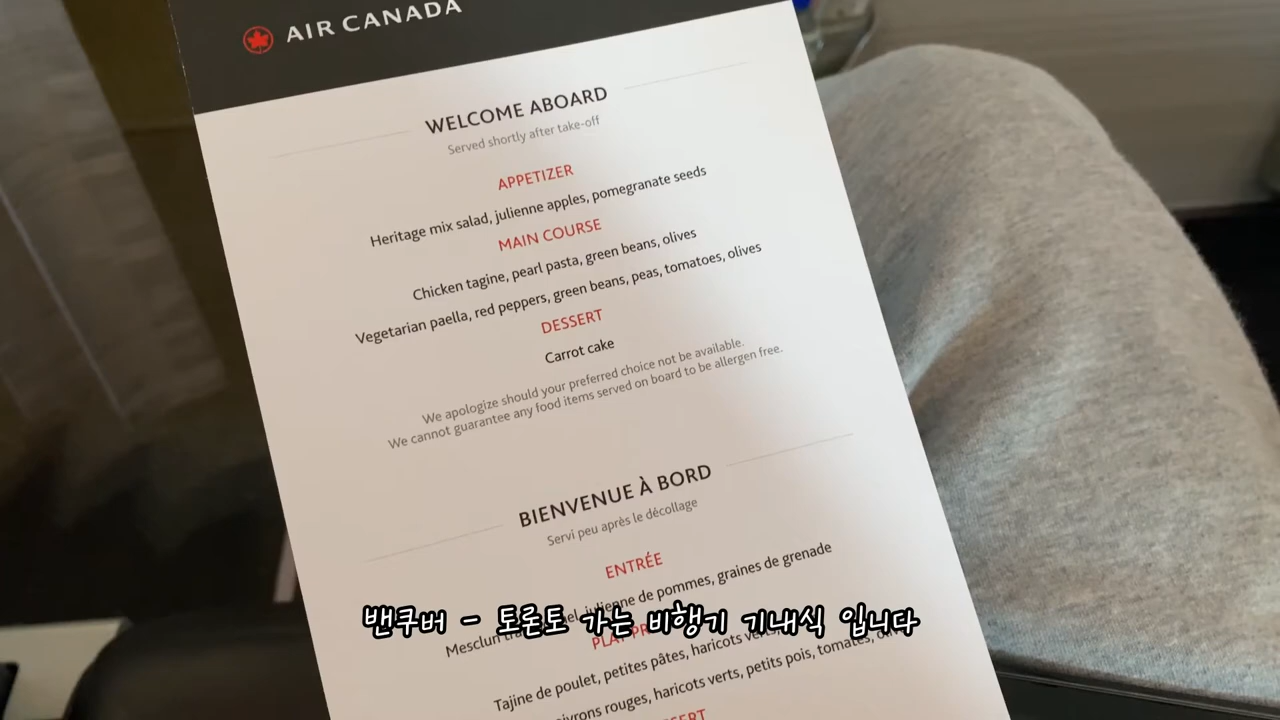 AIR CANADA
WELCOME ABOARD
Served shortly after take-off
APPETIZER
Heritage mix salad, julienne apples, pomegranate seeds
MAIN COURSE
Chicken tagine, pearl pasta, green beans, olives
Vegetarian paella, red peppers, green beans, peas, tomatoes, olives
DESSERT
Carrot cake
We apologize should your preferred choice not be available.
We cannot guarantee any food items served on board to be allergen free.
BIENVENUE À BORD
Servi peu après le décollage
ENTRÉE
Mesclun julienne de pommes, graines de grenade
밴쿠버 - 토론토 가는 비행기 기내식 입니다
PLAT
Tajine de poulet, petites pâtes, haricots verts,
rouges, haricots verts, petits pois, tomates,